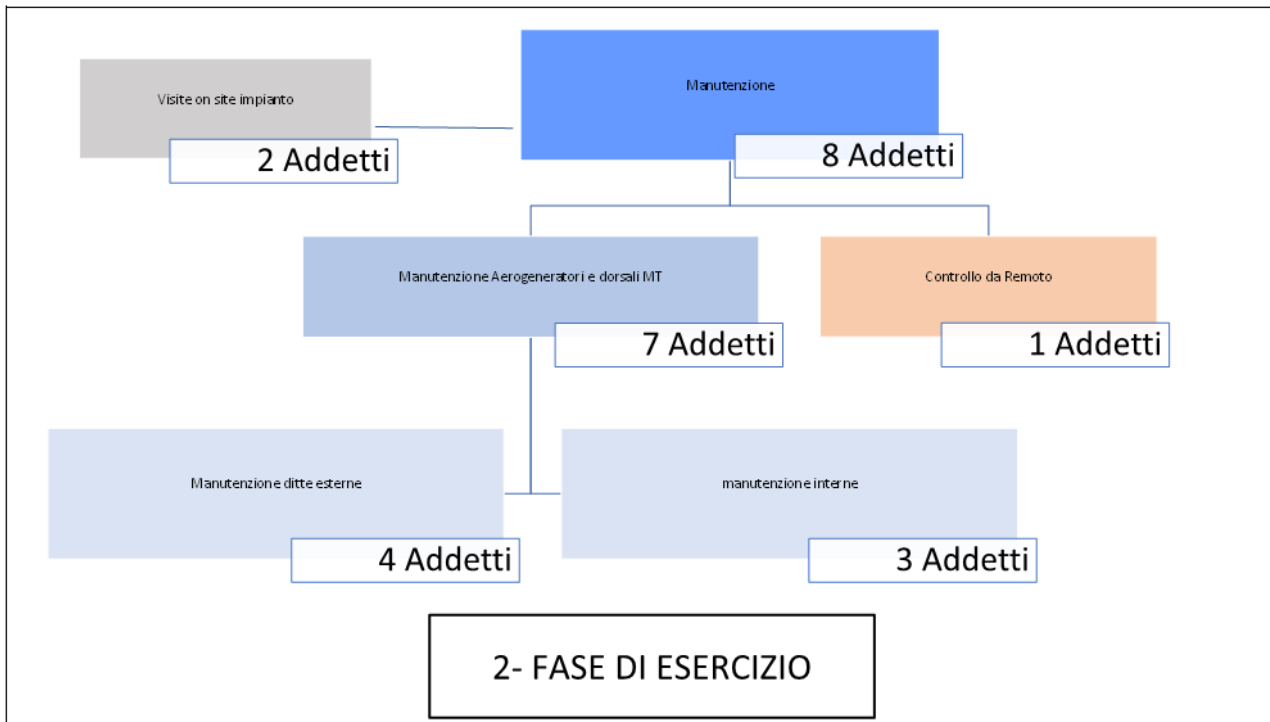 Visite on site impianto
2 Addetti
Manutenzione
8 Addetti
Manutenzione Aerogeneratori e dorsali MT
7 Addetti
Controllo da Remoto
1 Addetti
Manutenzione ditte esterne
4 Addetti
manutenzione interne
3 Addetti
2- FASE DI ESERCIZIO